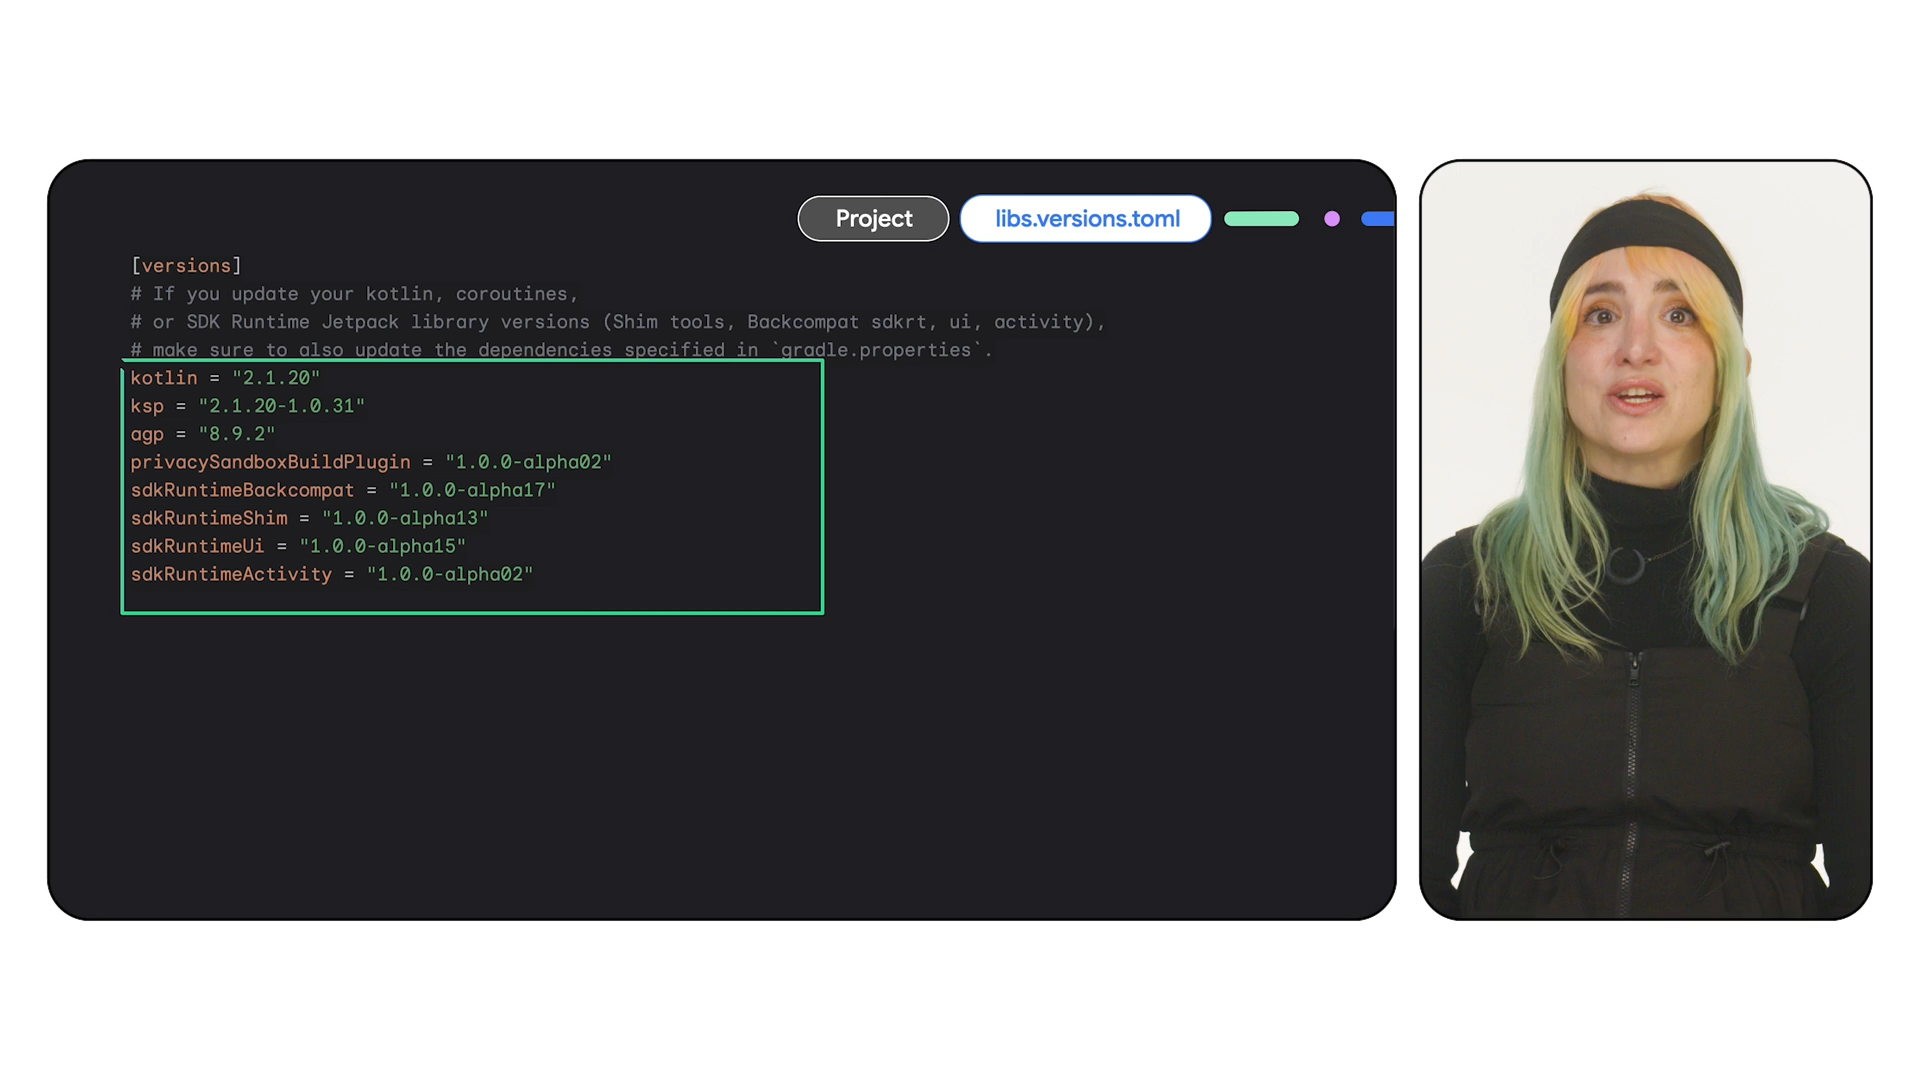 Project
libs.versions.toml
[versions]
# If you update your kotlin, coroutines,
# or SDK Runtime Jetpack library versions (Shim tools, Backcompat sdkrt, ui, activity),
# make sure to also update the dependencies specified in `gradle.properties`.
kotlin = "2.1.20"
ksp = "2.1.20-1.0.31"
agp = "8.9.2"
privacySandboxBuildPlugin = "1.0.0-alpha02"
sdkRuntimeBackcompat = "1.0.0-alpha17"
sdkRuntimeShim = "1.0.0-alpha13"
sdkRuntimeUi = "1.0.0-alpha15"
sdkRuntimeActivity = "1.0.0-alpha02"